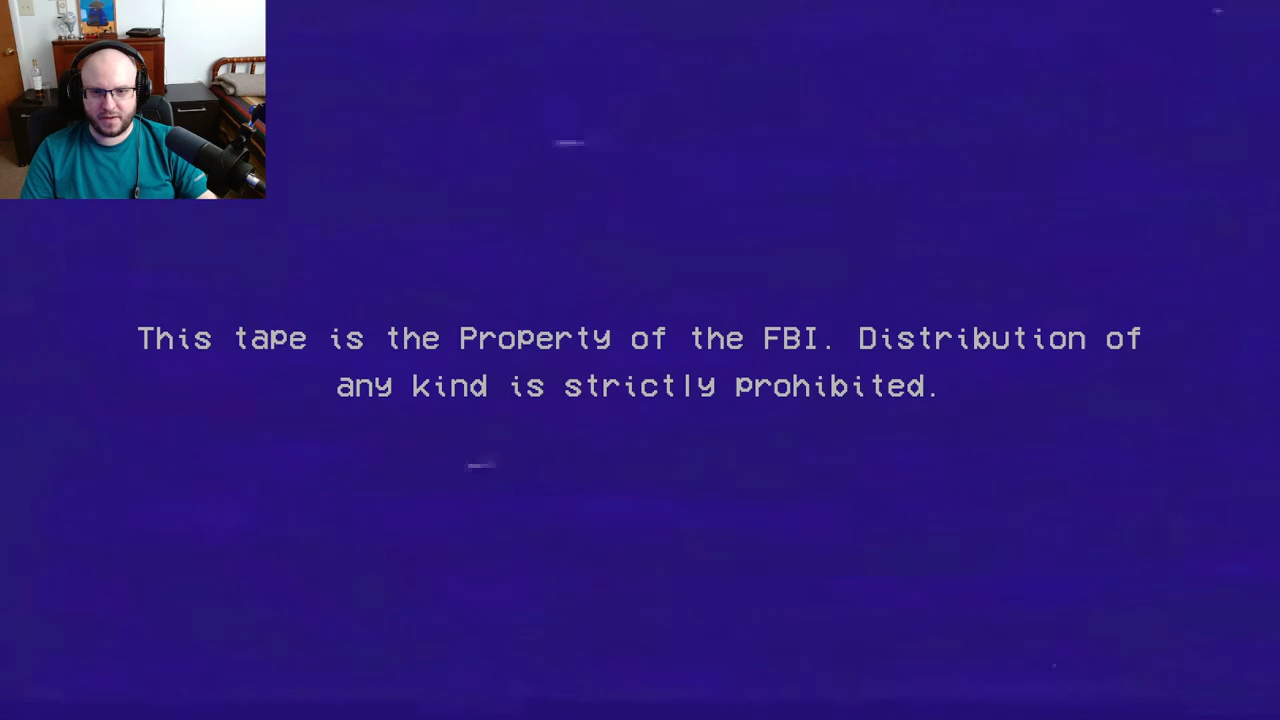 This tape is the Property of the FBI. Distribution of
any kind is strictly prohibited.